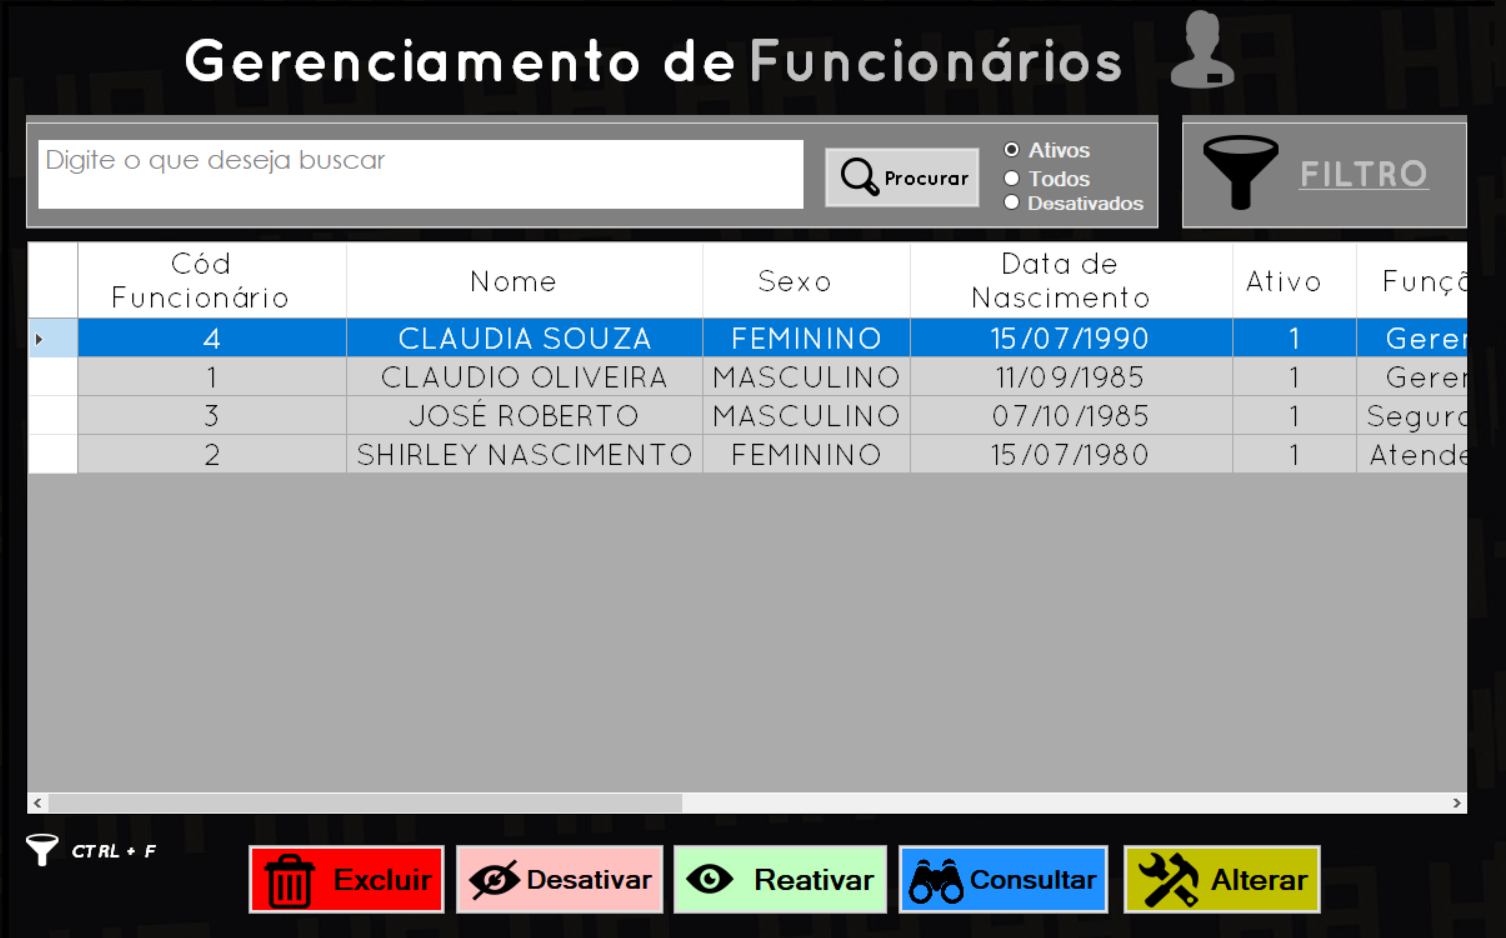 Gerenciamento de Funcionários
Digite o que deseja buscar
Procurar
Ativos
Todos
Desativados
FILTRO
Cód Funcionário Nome Sexo Data de Nascimento Ativo Funçã
4 CLAUDIA SOUZA FEMININO 15/07/1990 1 Geren
1 CLAUDIO OLIVEIRA MASCULINO 11/09/1985 1 Geren
3 JOSÉ ROBERTO MASCULINO 07/10/1985 1 Segura
2 SHIRLEY NASCIMENTO FEMININO 15/07/1980 1 Atende
CTRL + F
Excluir Desativar Reativar Consultar Alterar